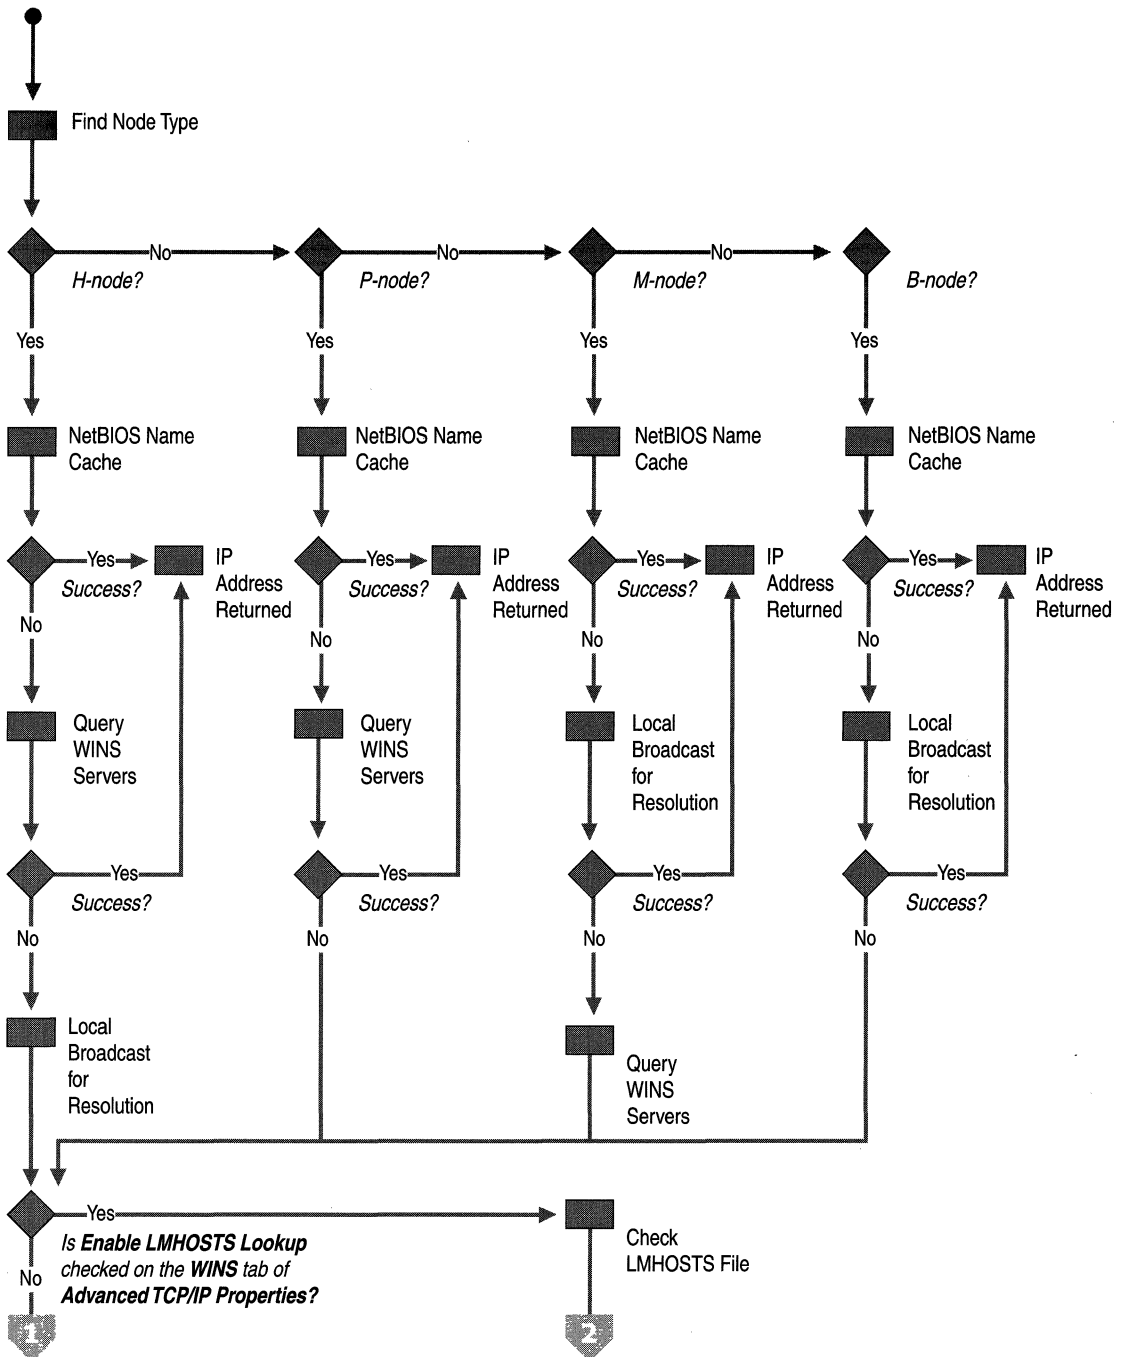 Find Node Type
No
No
No
H-node?
P-node?
M-node?
B-node?
Yes
Yes
Yes
Yes
NetBIOS Name
Cache
NetBIOS Name
Cache
NetBIOS Name
Cache
NetBIOS Name
Cache
Yes
Success?
IP
Address
Returned
Yes
Success?
IP
Address
Returned
Yes
Success?
IP
Address
Returned
Yes
Success?
IP
Address
Returned
No
No
No
No
Query
WINS
Servers
Query
WINS
Servers
Local
Broadcast
for
Resolution
Local
Broadcast
for
Resolution
Yes
Success?
Yes
Success?
Yes
Success?
Yes
Success?
No
No
No
No
Local
Broadcast
for
Resolution
Query
WINS
Servers
Yes
Is Enable LMHOSTS Lookup
checked on the WINS tab of
Advanced TCP/IP Properties?
Check
LMHOSTS File
No
1
2